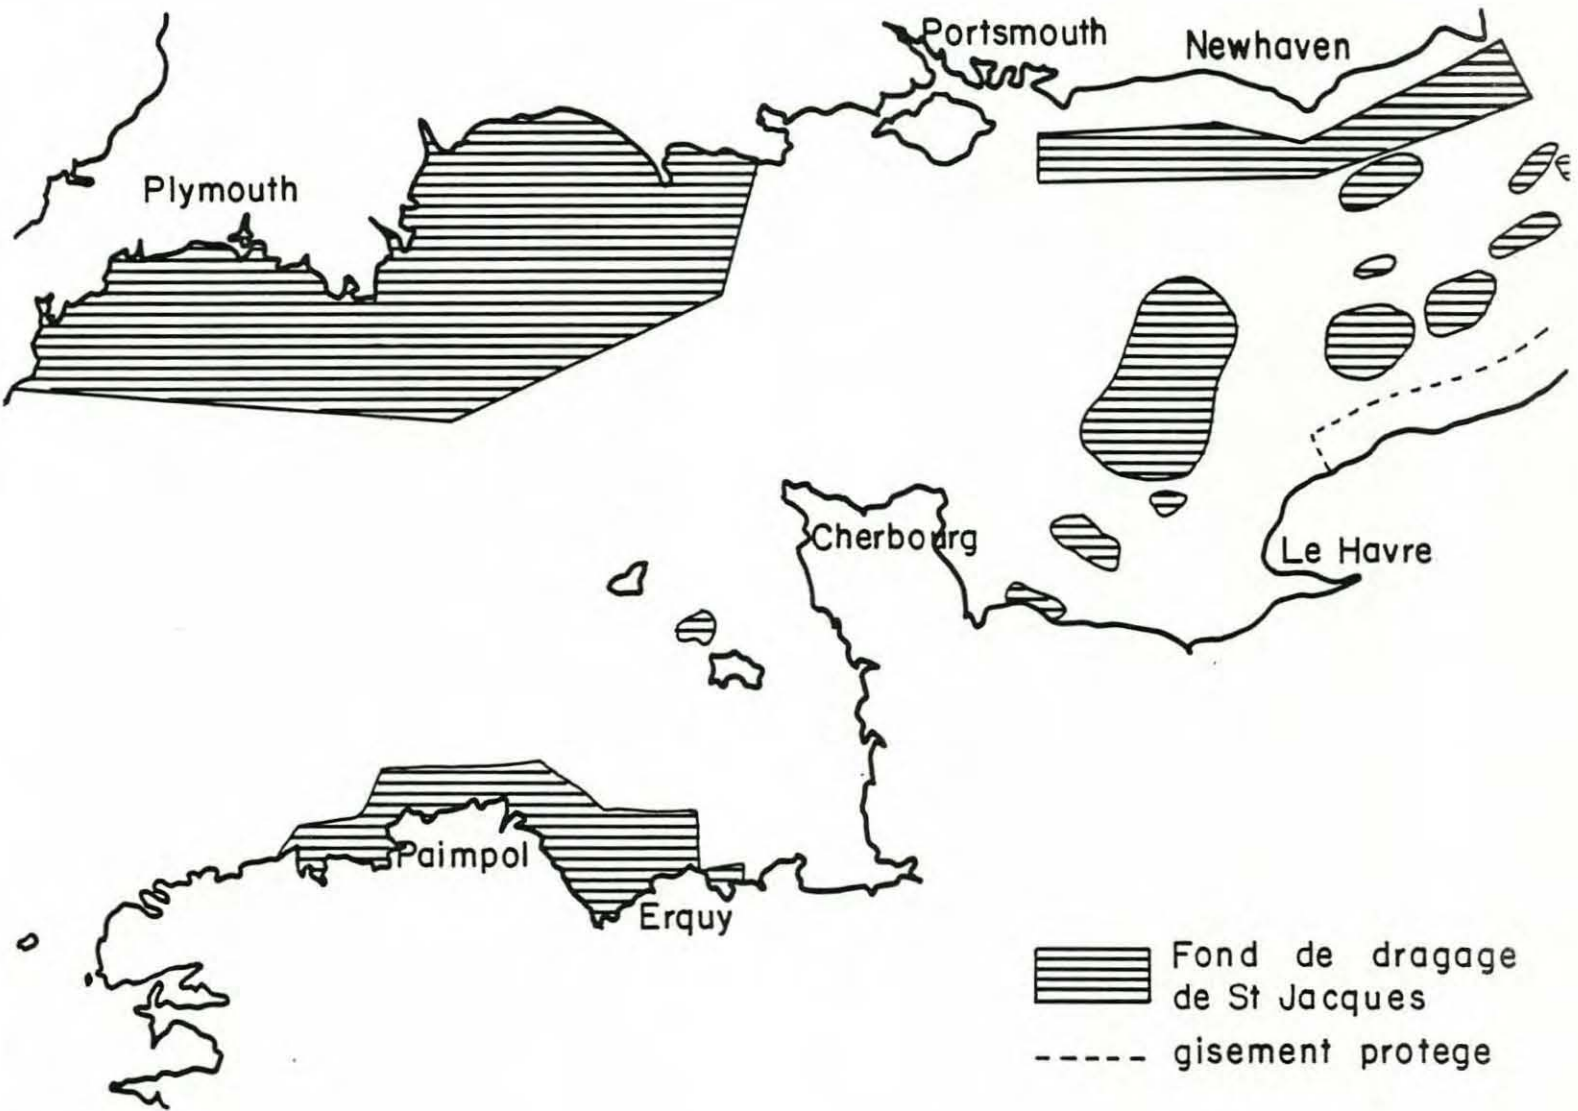 Portsmouth
Newhaven
Plymouth
Cherbourg
Le Havre
Paimpol
Erquy
Fond de dragage
de St Jacques
gisement protege